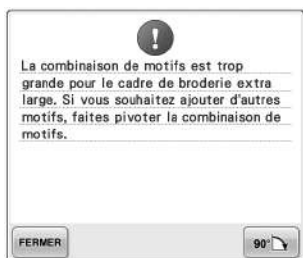 La combinaison de motifs est trop
grande pour le cadre de broderie extra
large. Si vous souhaitez ajouter d'autres
motifs, faites pivoter la combinaison de
motifs.
FERMER
90°